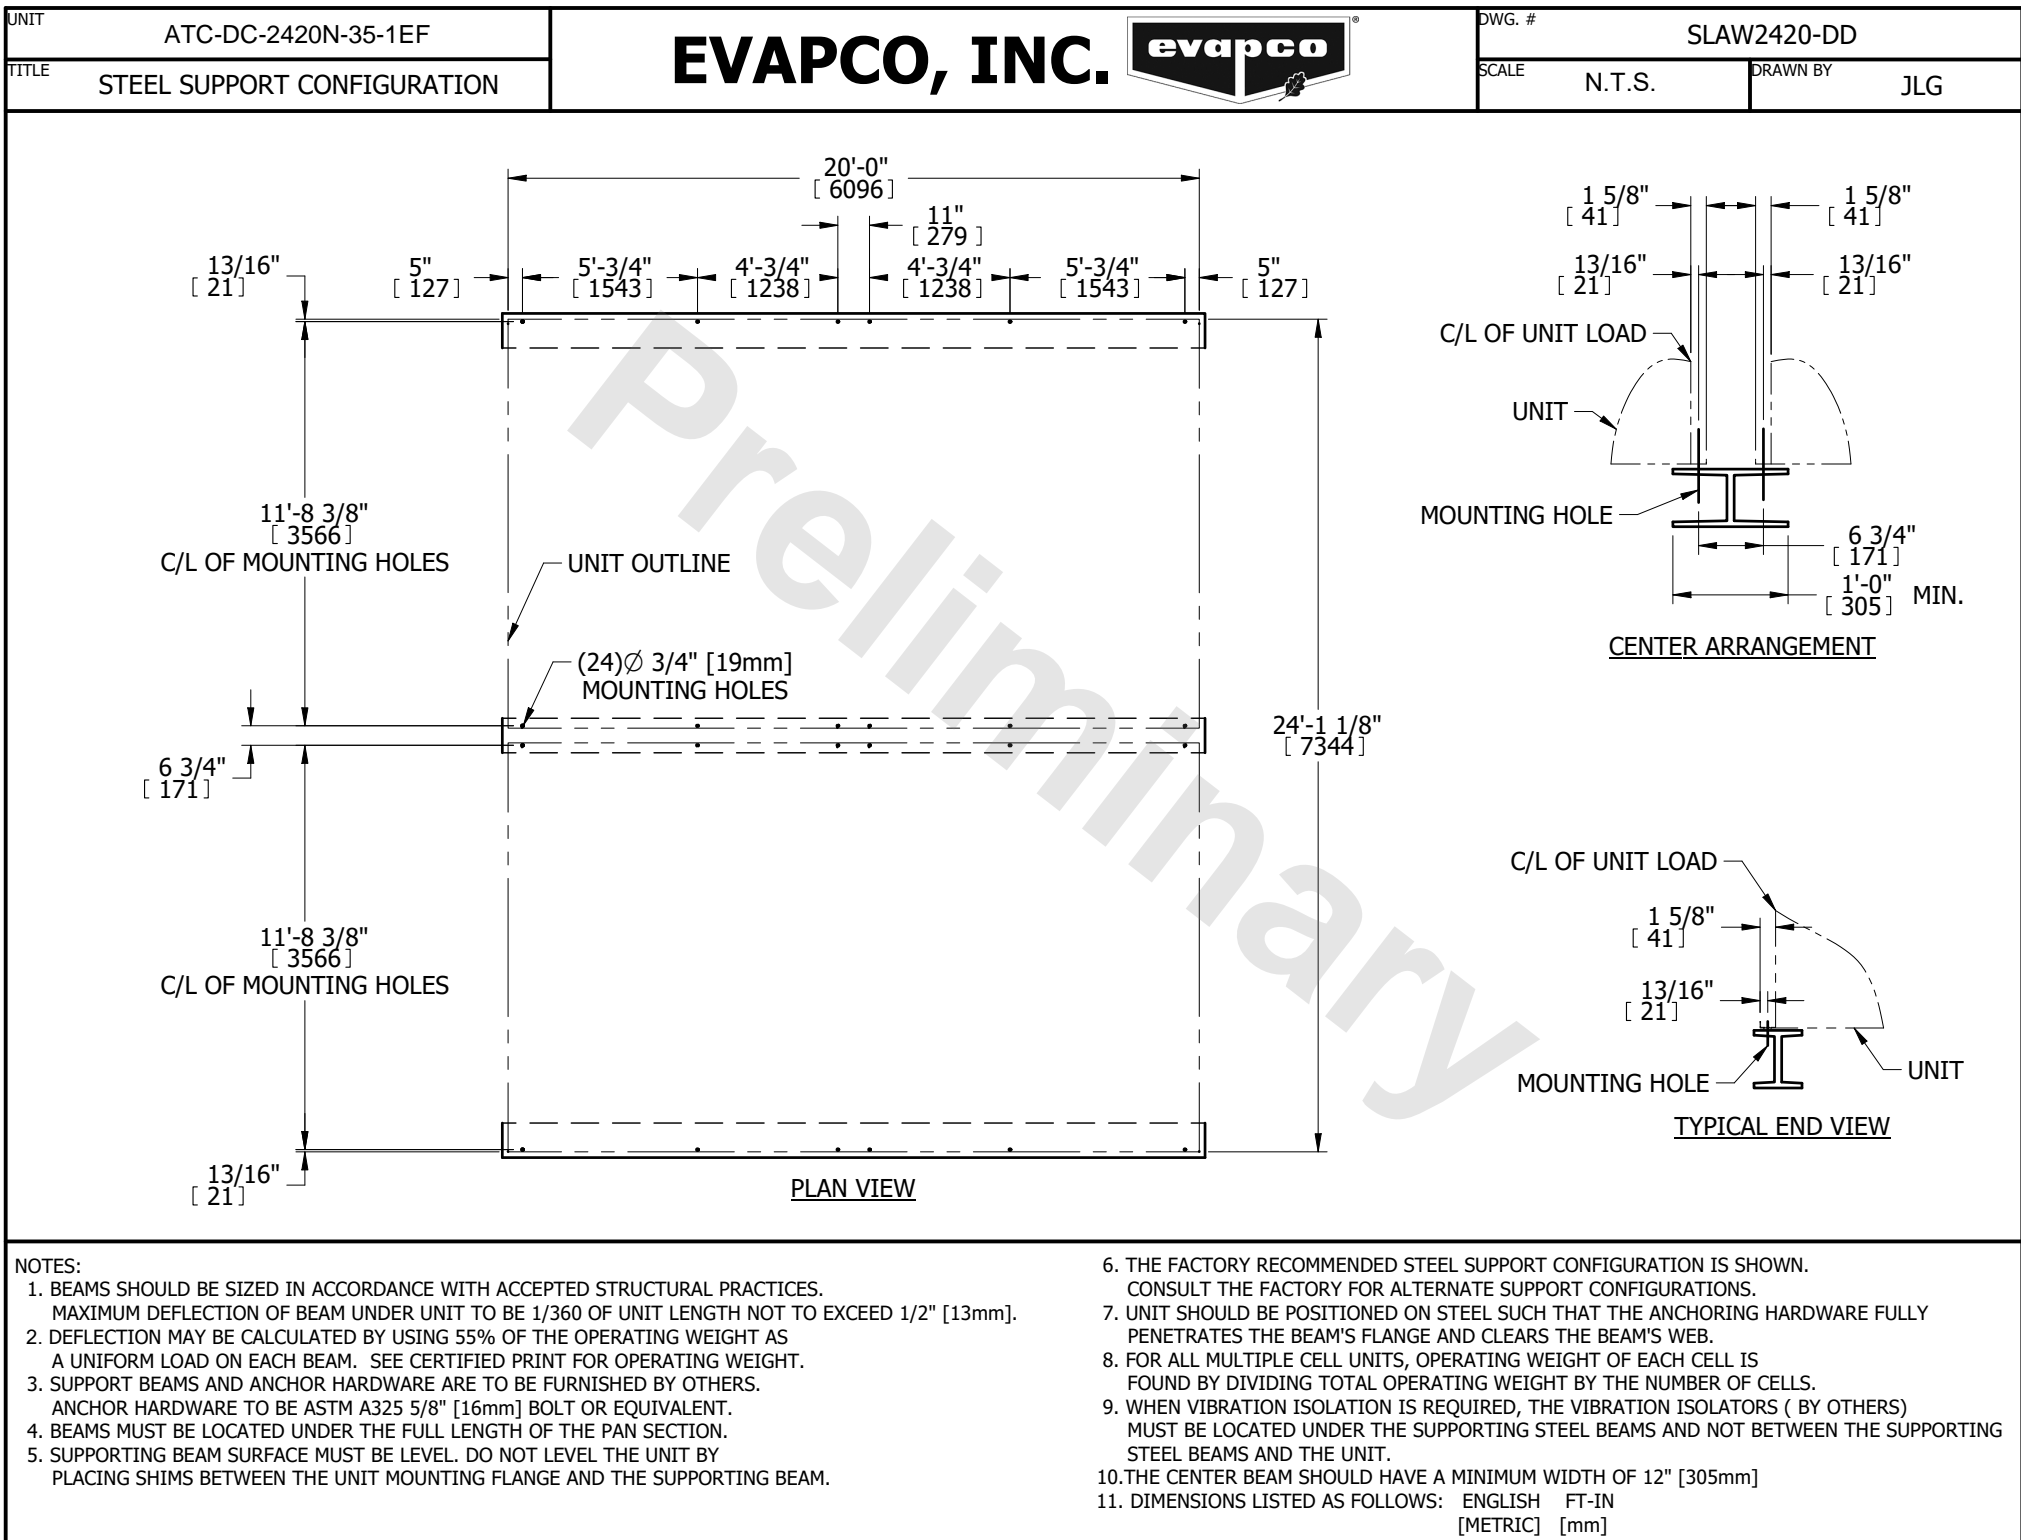 UNIT
ATC-DC-2420N-35-1EF
TITLE
STEEL SUPPORT CONFIGURATION
EVAPCO, INC.
evapco
®
DWG. #
SLAW2420-DD
SCALE
N.T.S.
DRAWN BY
JLG
20'-0"
[ 6096 ]
11"
[ 279 ]
13/16"
[ 21 ]
5"
[ 127 ]
5'-3/4"
[ 1543 ]
4'-3/4"
[ 1238 ]
4'-3/4"
[ 1238 ]
5'-3/4"
[ 1543 ]
5"
[ 127 ]
11'-8 3/8"
[ 3566 ]
C/L OF MOUNTING HOLES
UNIT OUTLINE
(24)∅ 3/4" [19mm]
MOUNTING HOLES
6 3/4"
[ 171 ]
24'-1 1/8"
[ 7344 ]
11'-8 3/8"
[ 3566 ]
C/L OF MOUNTING HOLES
13/16"
[ 21 ]
PLAN VIEW
Preliminary
1 5/8"
[ 41 ]
1 5/8"
[ 41 ]
13/16"
[ 21 ]
13/16"
[ 21 ]
C/L OF UNIT LOAD
UNIT
MOUNTING HOLE
6 3/4"
[ 171 ]
1'-0"
[ 305 ]
MIN.
CENTER ARRANGEMENT
C/L OF UNIT LOAD
1 5/8"
[ 41 ]
13/16"
[ 21 ]
MOUNTING HOLE
UNIT
TYPICAL END VIEW
NOTES:
1. BEAMS SHOULD BE SIZED IN ACCORDANCE WITH ACCEPTED STRUCTURAL PRACTICES.
MAXIMUM DEFLECTION OF BEAM UNDER UNIT TO BE 1/360 OF UNIT LENGTH NOT TO EXCEED 1/2" [13mm].
2. DEFLECTION MAY BE CALCULATED BY USING 55% OF THE OPERATING WEIGHT AS
A UNIFORM LOAD ON EACH BEAM. SEE CERTIFIED PRINT FOR OPERATING WEIGHT.
3. SUPPORT BEAMS AND ANCHOR HARDWARE ARE TO BE FURNISHED BY OTHERS.
ANCHOR HARDWARE TO BE ASTM A325 5/8" [16mm] BOLT OR EQUIVALENT.
4. BEAMS MUST BE LOCATED UNDER THE FULL LENGTH OF THE PAN SECTION.
5. SUPPORTING BEAM SURFACE MUST BE LEVEL. DO NOT LEVEL THE UNIT BY
PLACING SHIMS BETWEEN THE UNIT MOUNTING FLANGE AND THE SUPPORTING BEAM.
6. THE FACTORY RECOMMENDED STEEL SUPPORT CONFIGURATION IS SHOWN.
CONSULT THE FACTORY FOR ALTERNATE SUPPORT CONFIGURATIONS.
7. UNIT SHOULD BE POSITIONED ON STEEL SUCH THAT THE ANCHORING HARDWARE FULLY
PENETRATES THE BEAM'S FLANGE AND CLEARS THE BEAM'S WEB.
8. FOR ALL MULTIPLE CELL UNITS, OPERATING WEIGHT OF EACH CELL IS
FOUND BY DIVIDING TOTAL OPERATING WEIGHT BY THE NUMBER OF CELLS.
9. WHEN VIBRATION ISOLATION IS REQUIRED, THE VIBRATION ISOLATORS ( BY OTHERS)
MUST BE LOCATED UNDER THE SUPPORTING STEEL BEAMS AND NOT BETWEEN THE SUPPORTING
STEEL BEAMS AND THE UNIT.
10.THE CENTER BEAM SHOULD HAVE A MINIMUM WIDTH OF 12" [305mm]
11. DIMENSIONS LISTED AS FOLLOWS: ENGLISH FT-IN
[METRIC] [mm]